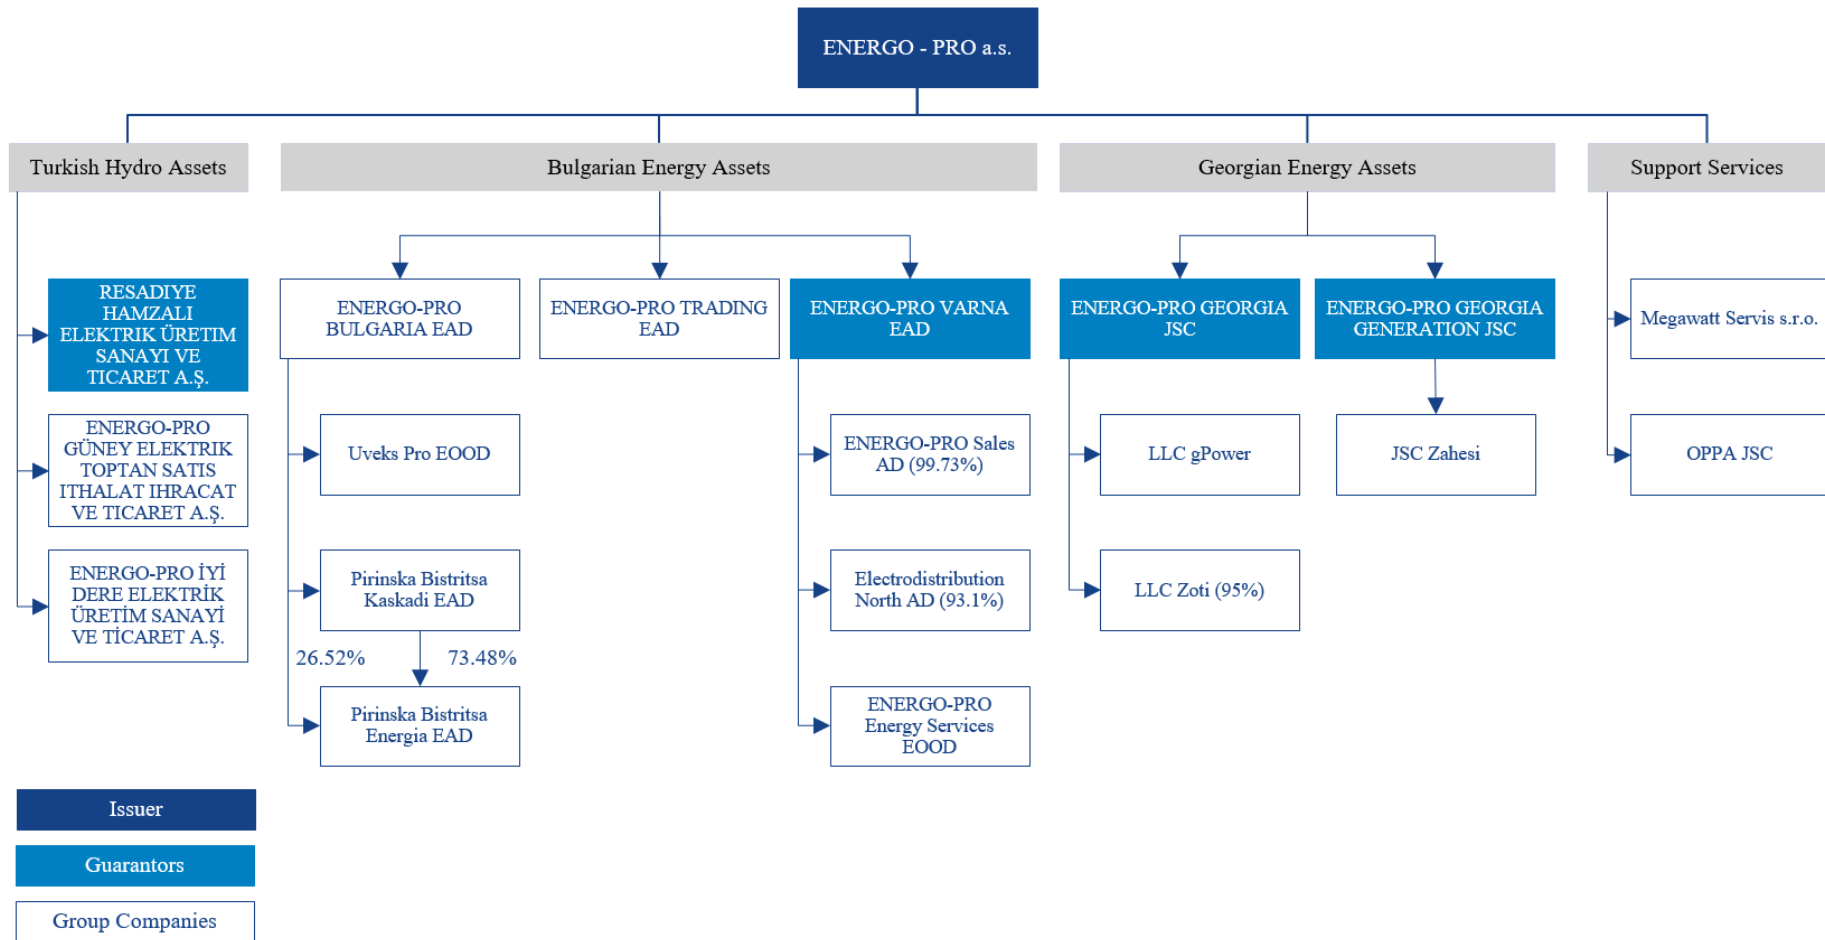 ENERGO - PRO a.s.
Turkish Hydro Assets
Bulgarian Energy Assets
Georgian Energy Assets
Support Services
RESADIYE
HAMZALI
ELEKTRIK ÜRETIM
SANAYI VE
TICARET A.Ş.
ENERGO-PRO
BULGARIA EAD
ENERGO-PRO TRADING
EAD
ENERGO-PRO VARNA
EAD
ENERGO-PRO GEORGIA
JSC
ENERGO-PRO GEORGIA
GENERATION JSC
Megawatt Servis s.r.o.
ENERGO-PRO
GÜNEY ELEKTRIK
TOPTAN SATIS
ITHALAT IHRACAT
VE TICARET A.Ş.
Uveks Pro EOOD
ENERGO-PRO Sales
AD (99.73%)
LLC gPower
JSC Zahesi
OPPA JSC
ENERGO-PRO İYİ
DERE ELEKTRİK
ÜRETİM SANAYİ
VE TİCARET A.Ş.
Pirinska Bistritsa
Kaskadi EAD
Electrodistribution
North AD (93.1%)
LLC Zoti (95%)
26.52%
73.48%
Pirinska Bistritsa
Energia EAD
ENERGO-PRO
Energy Services
EOOD
Issuer
Guarantors
Group Companies